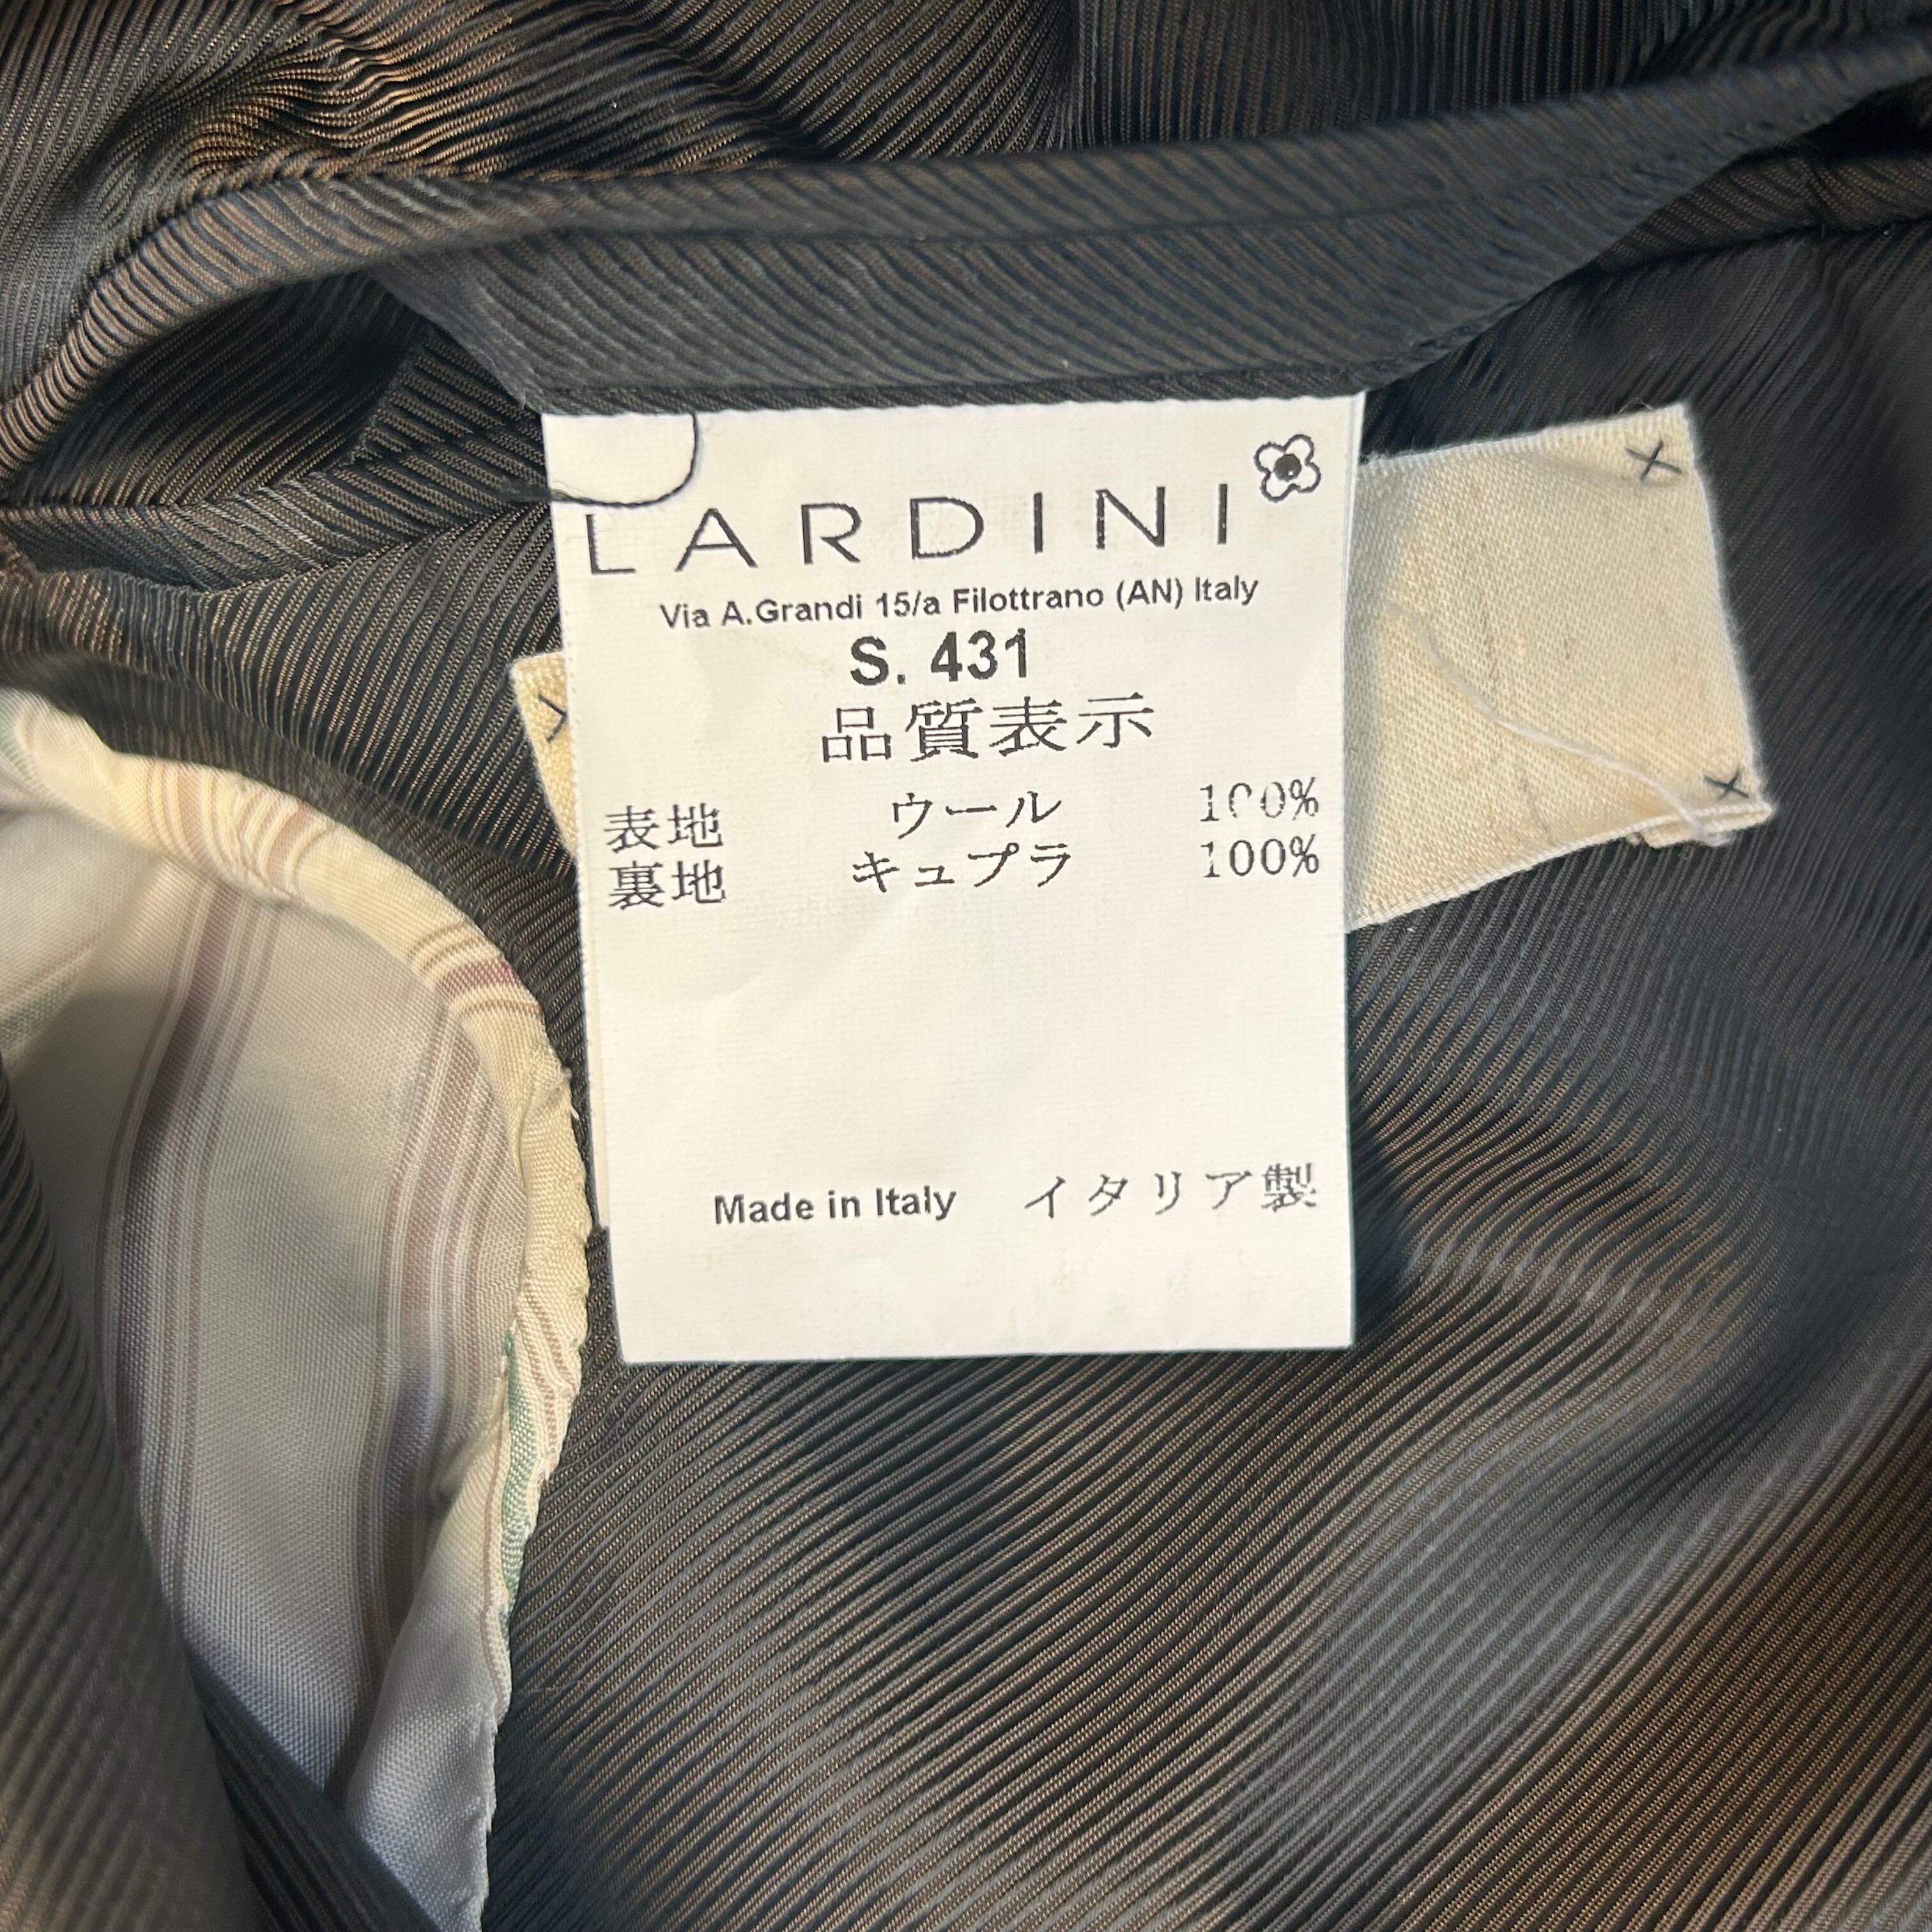 LARDINI
Via A.Grandi 15/a Filottrano (AN) Italy
S. 431
品質表示
表地 ウール 100%
裏地 キュプラ 100%
Made in Italy イタリア製